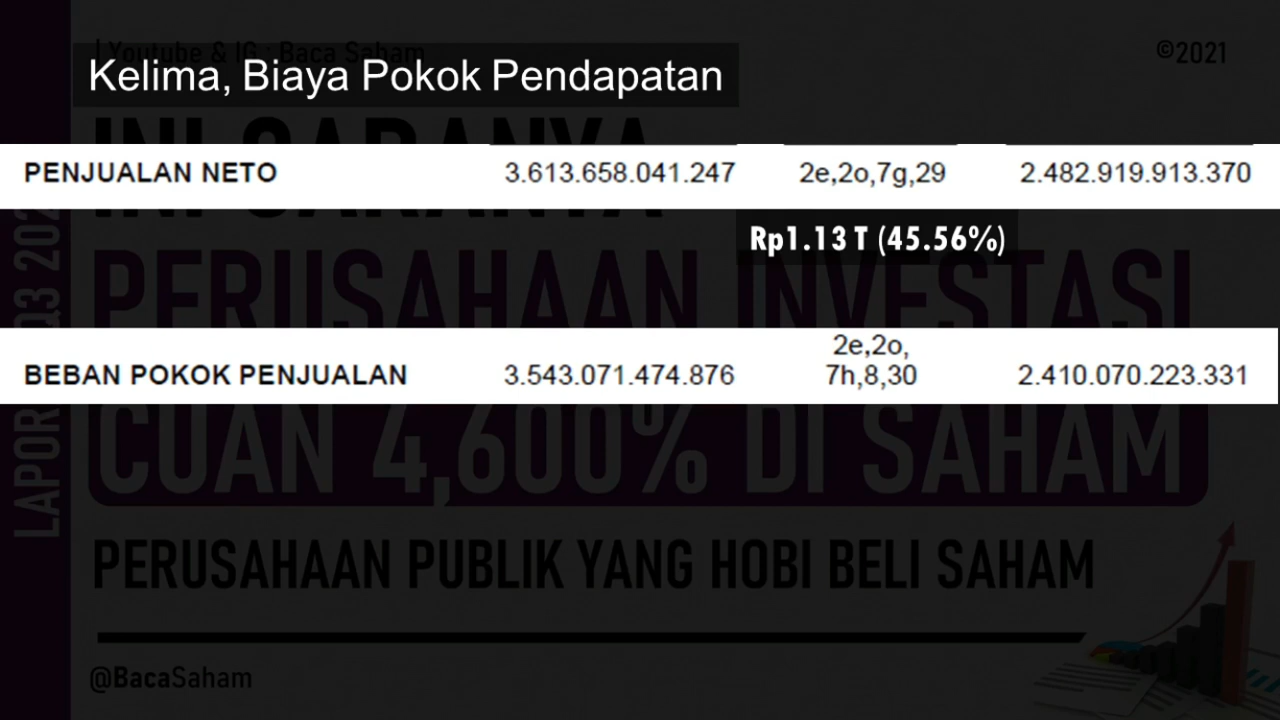 | Youtube & IG : Baca Saham
©2021
Kelima, Biaya Pokok Pendapatan
INI CARANYA
PENJUALAN NETO 3.613.658.041.247 2e,2o,7g,29 2.482.919.913.370
Rp1.13 T (45.56%)
PERUSAHAAN INVESTASI
2e,2o,
BEBAN POKOK PENJUALAN 3.543.071.474.876 7h,8,30 2.410.070.223.331
CUAN 4,600% DI SAHAM
PERUSAHAAN PUBLIK YANG HOBI BELI SAHAM
@BacaSaham